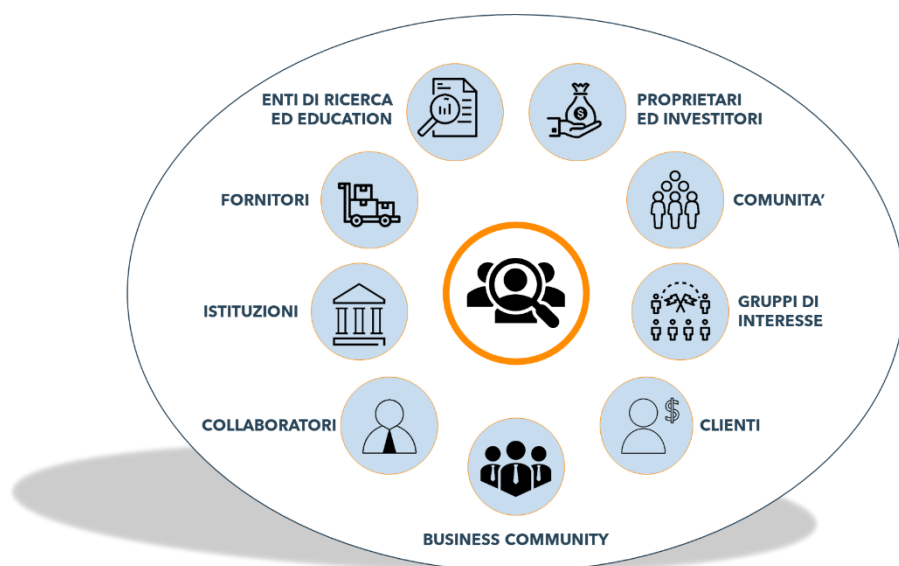 ENTI DI RICERCA
ED EDUCATION
PROPRIETARI
ED INVESTITORI
FORNITORI
COMUNITA’
ISTITUZIONI
GRUPPI DI
INTERESSE
COLLABORATORI
$
CLIENTI
BUSINESS COMMUNITY